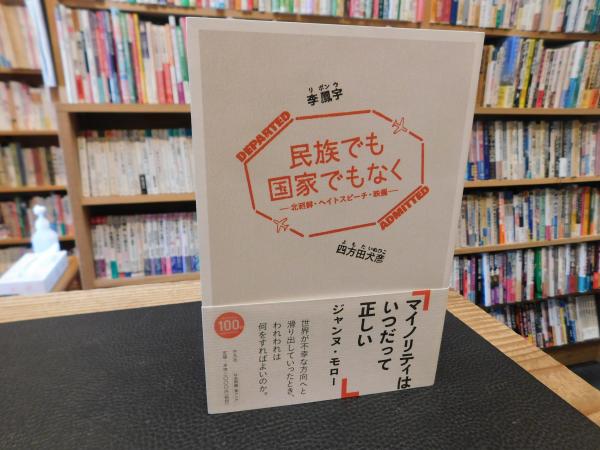 リ ボン ウ
李鳳宇
DEPARTED
民族でも
国家でもなく
―北朝鮮・ヘイトスピーチ・映画―
ADMITTED
よ も た いぬひこ
四方田犬彦
「マイノリティは
いつだって
正しい」
ジャンヌ・モロー
世界が不幸な方向へと
滑り出していったとき、
われわれは
何をすればよいのか。
100
平凡社